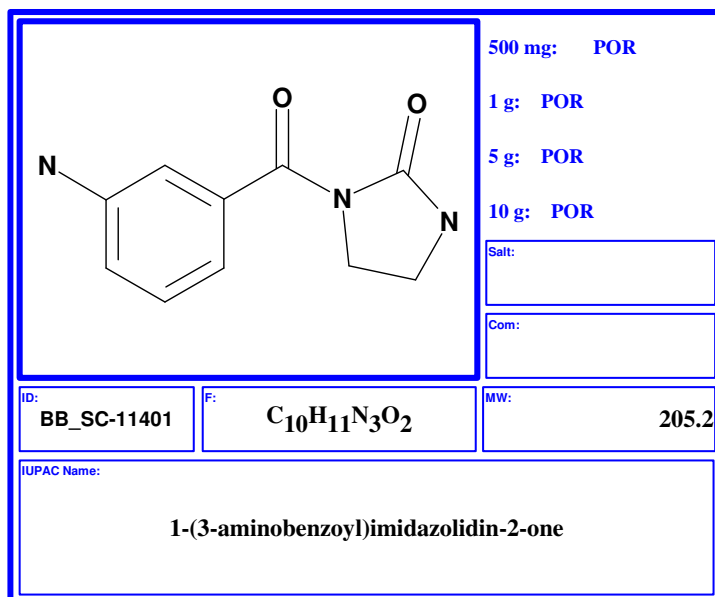 500 mg: POR
1 g: POR
5 g: POR
10 g: POR
O
O
N
N
N
Salt:
Com:
ID:
BB_SC-11401
F:
C10H11N3O2
MW:
205.2
IUPAC Name:
1-(3-aminobenzoyl)imidazolidin-2-one